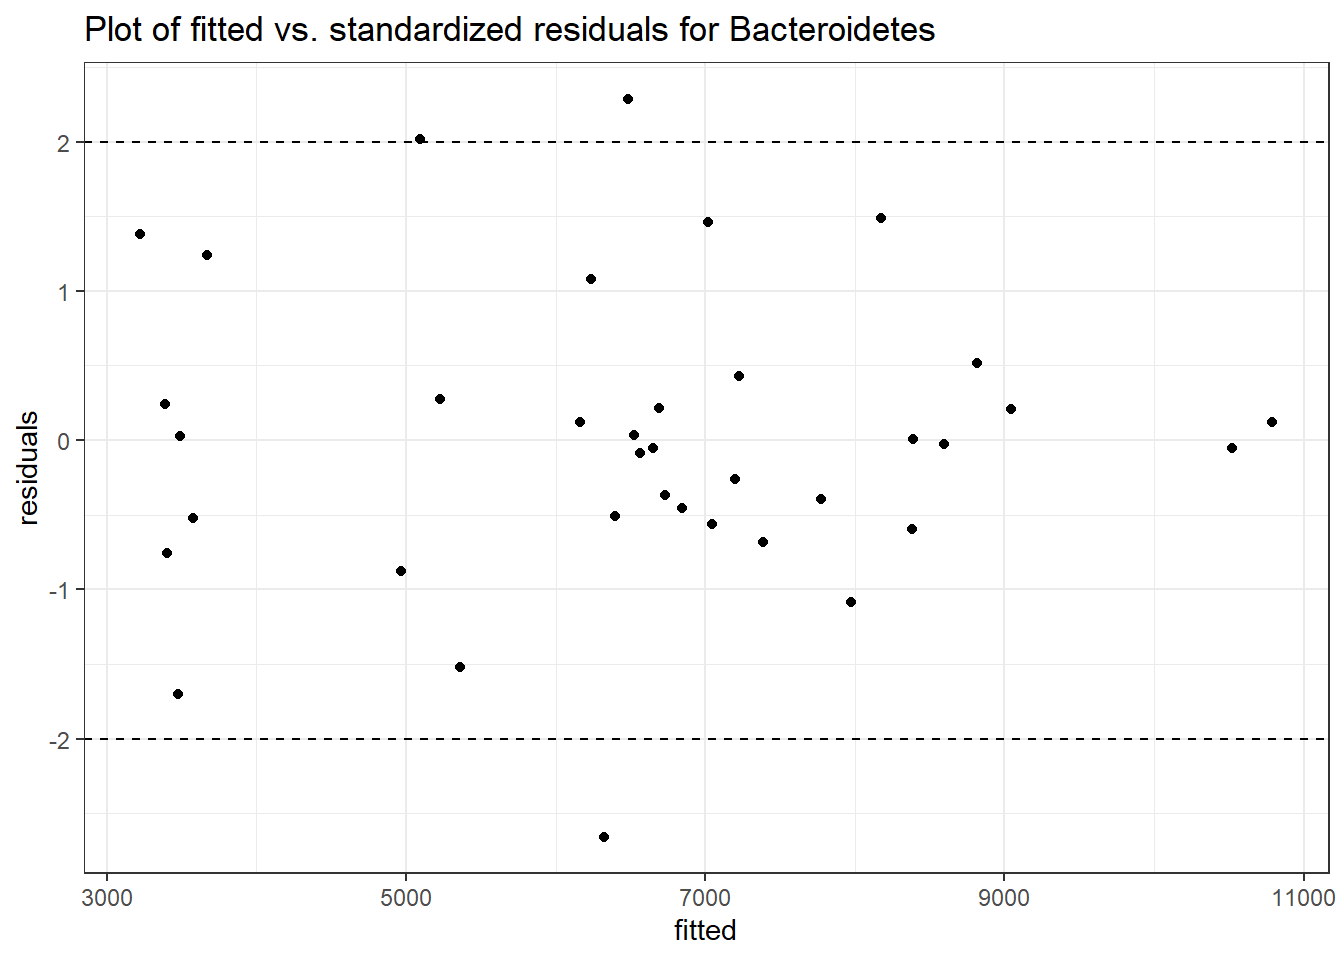 Plot of fitted vs. standardized residuals for Bacteroidetes
residuals
2
1
0
-1
-2
3000 5000 7000 9000 11000
fitted